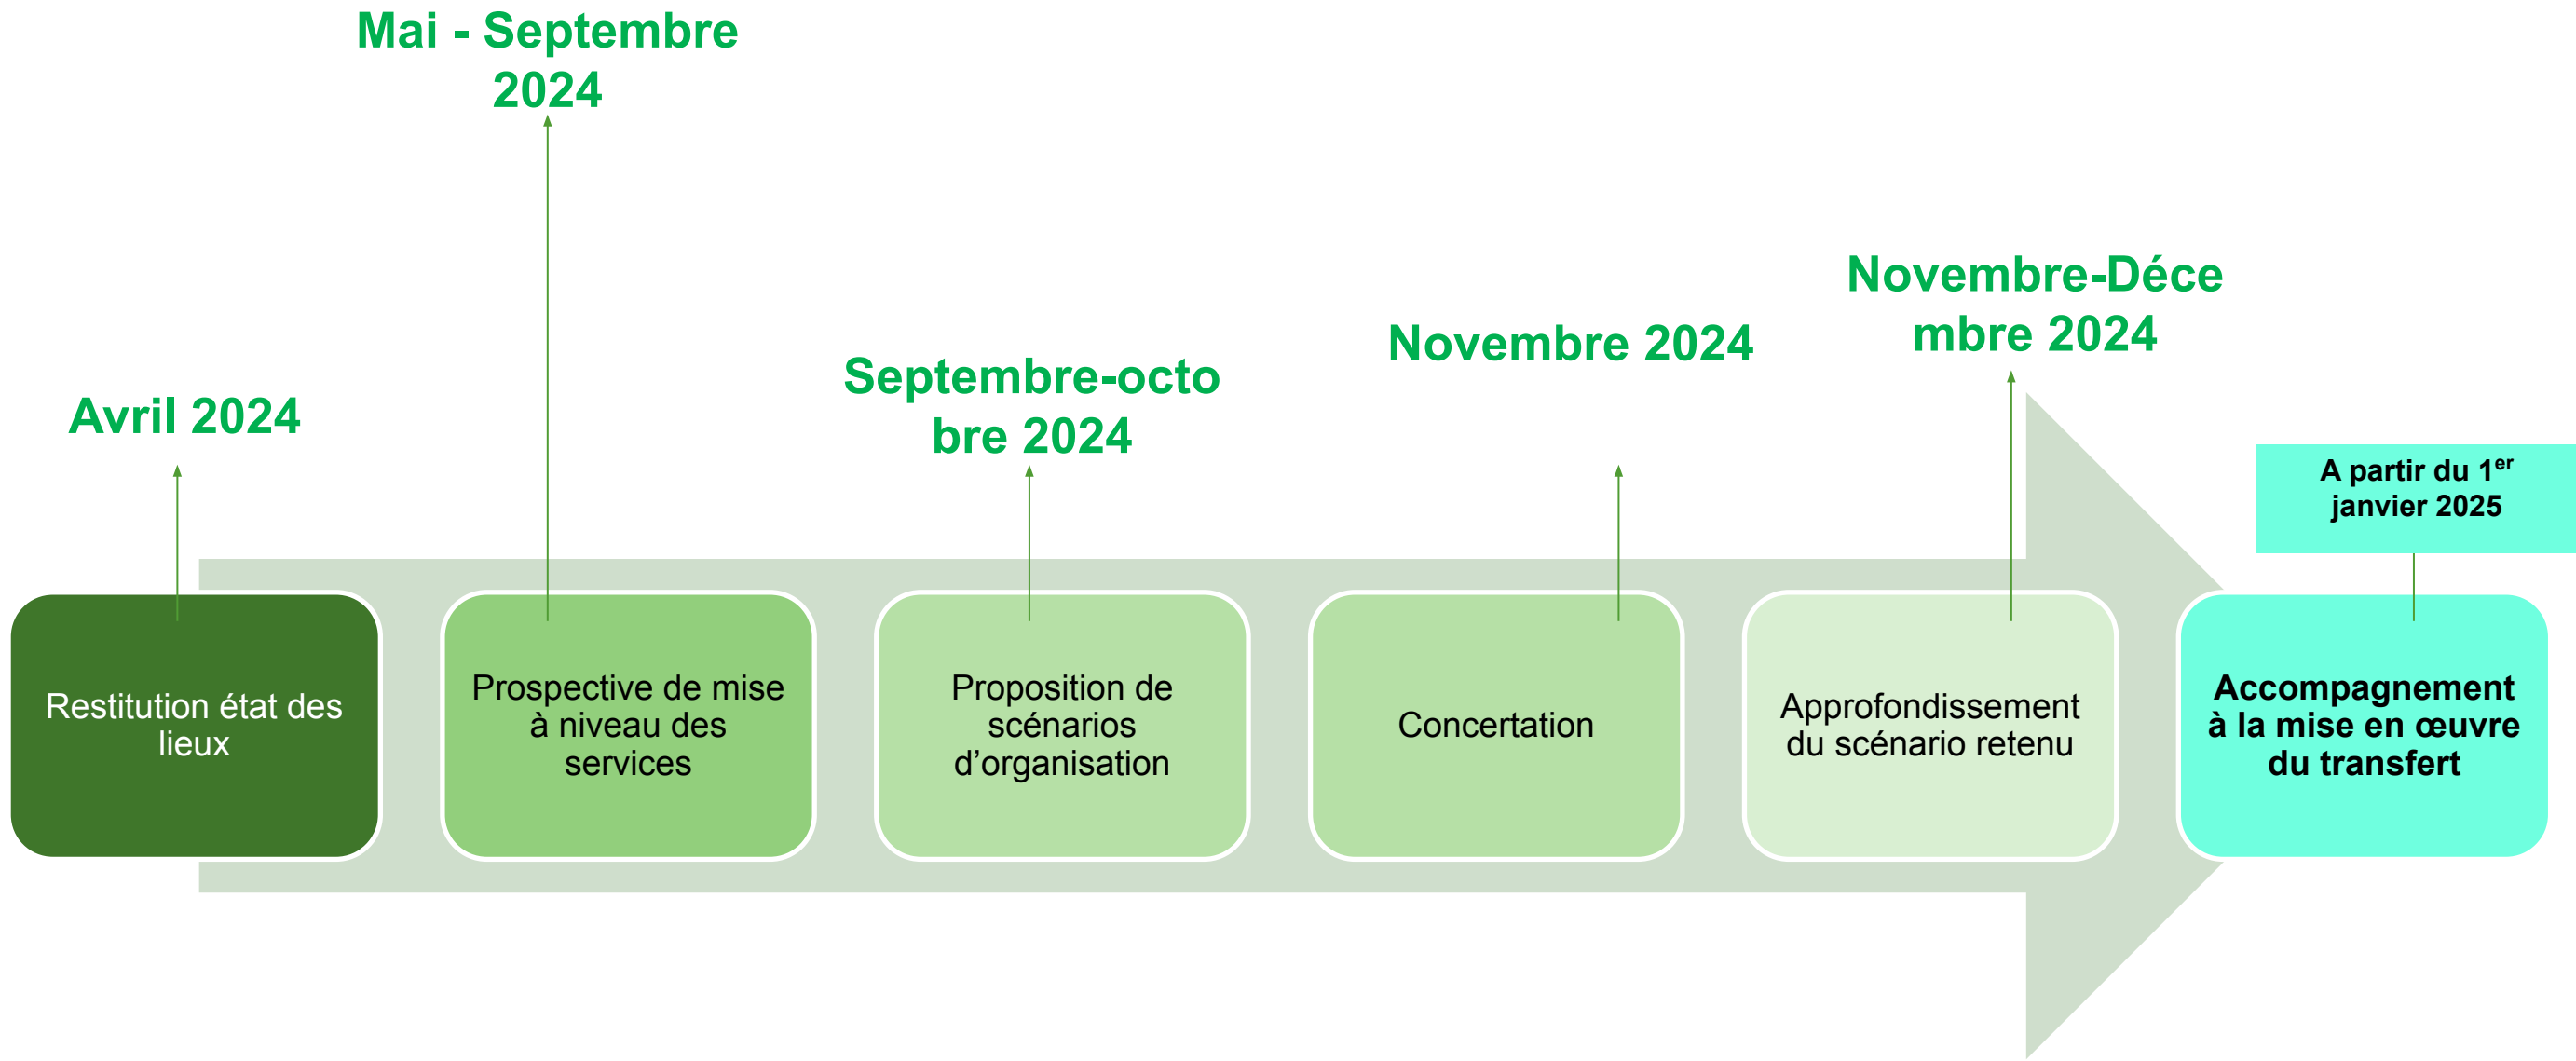 Mai - Septembre
2024
Avril 2024
Septembre-octo
bre 2024
Novembre 2024
Novembre-Déce
mbre 2024
A partir du 1er
janvier 2025
Restitution état des
lieux
Prospective de mise
à niveau des
services
Proposition de
scénarios
d’organisation
Concertation
Approfondissement
du scénario retenu
Accompagnement
à la mise en œuvre
du transfert